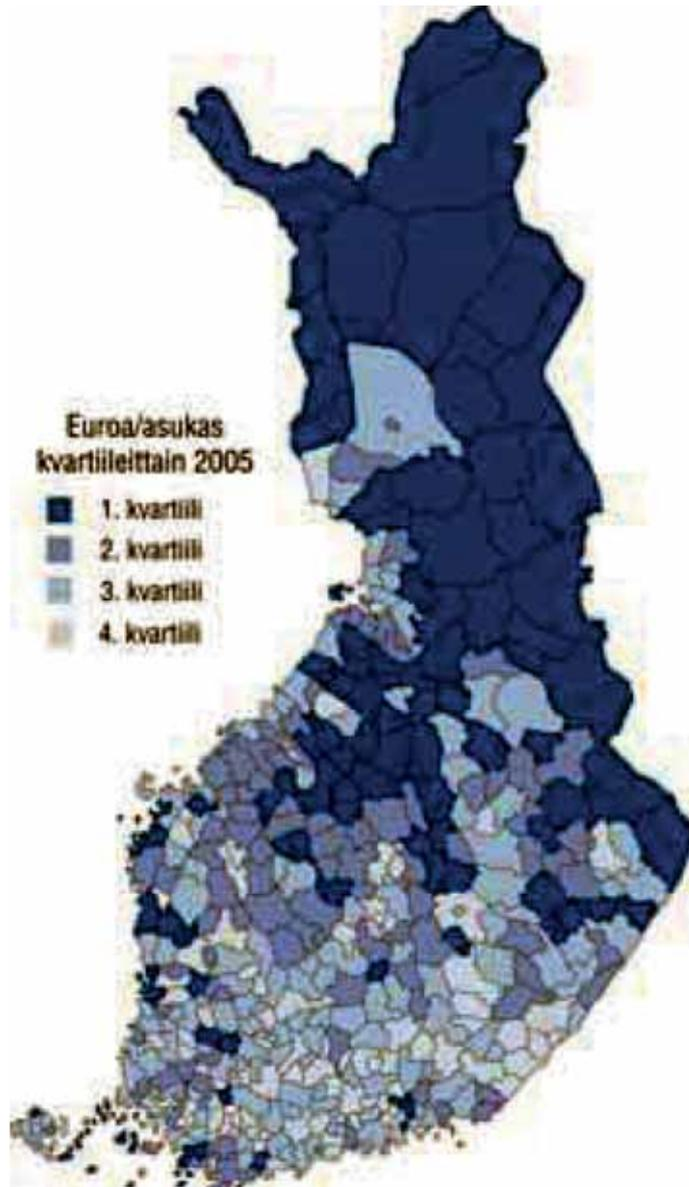 Euroa/asukas
kvartiileittain 2005
1. kvartiili
2. kvartiili
3. kvartiili
4. kvartiili